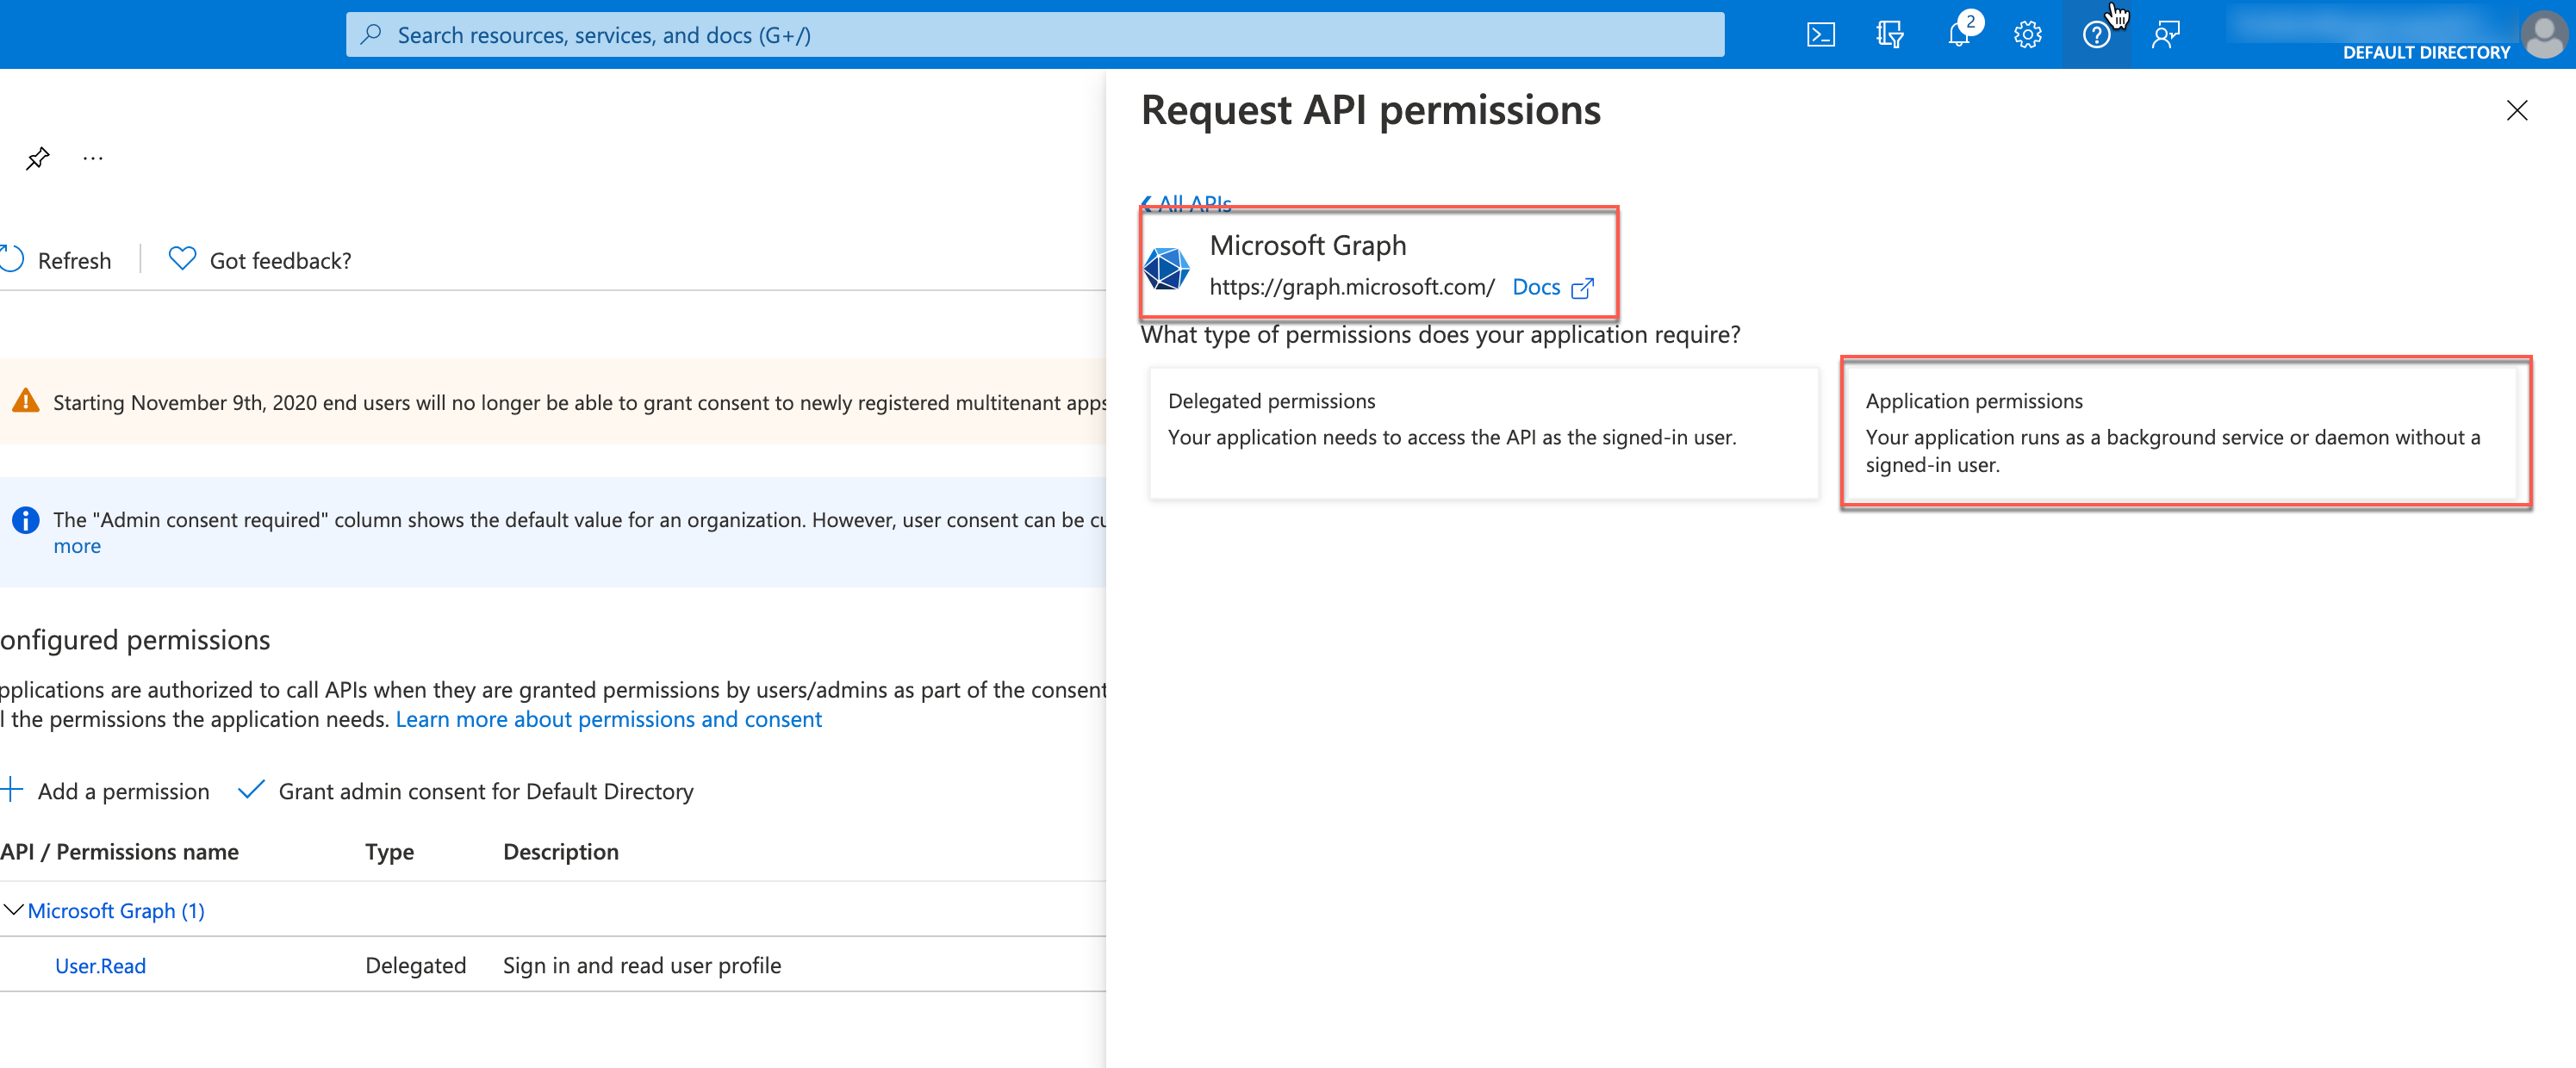 Search resources, services, and docs (G+/)
2
DEFAULT DIRECTORY
Request API permissions
All APIs
Microsoft Graph
https://graph.microsoft.com/ Docs
What type of permissions does your application require?
Delegated permissions
Your application needs to access the API as the signed-in user.
Application permissions
Your application runs as a background service or daemon without a
signed-in user.
Refresh
Got feedback?
Starting November 9th, 2020 end users will no longer be able to grant consent to newly registered multitenant apps
The "Admin consent required" column shows the default value for an organization. However, user consent can be cu
more
onfigured permissions
pplications are authorized to call APIs when they are granted permissions by users/admins as part of the consent
l the permissions the application needs. Learn more about permissions and consent
Add a permission
Grant admin consent for Default Directory
API / Permissions name Type Description
Microsoft Graph (1)
User.Read Delegated Sign in and read user profile